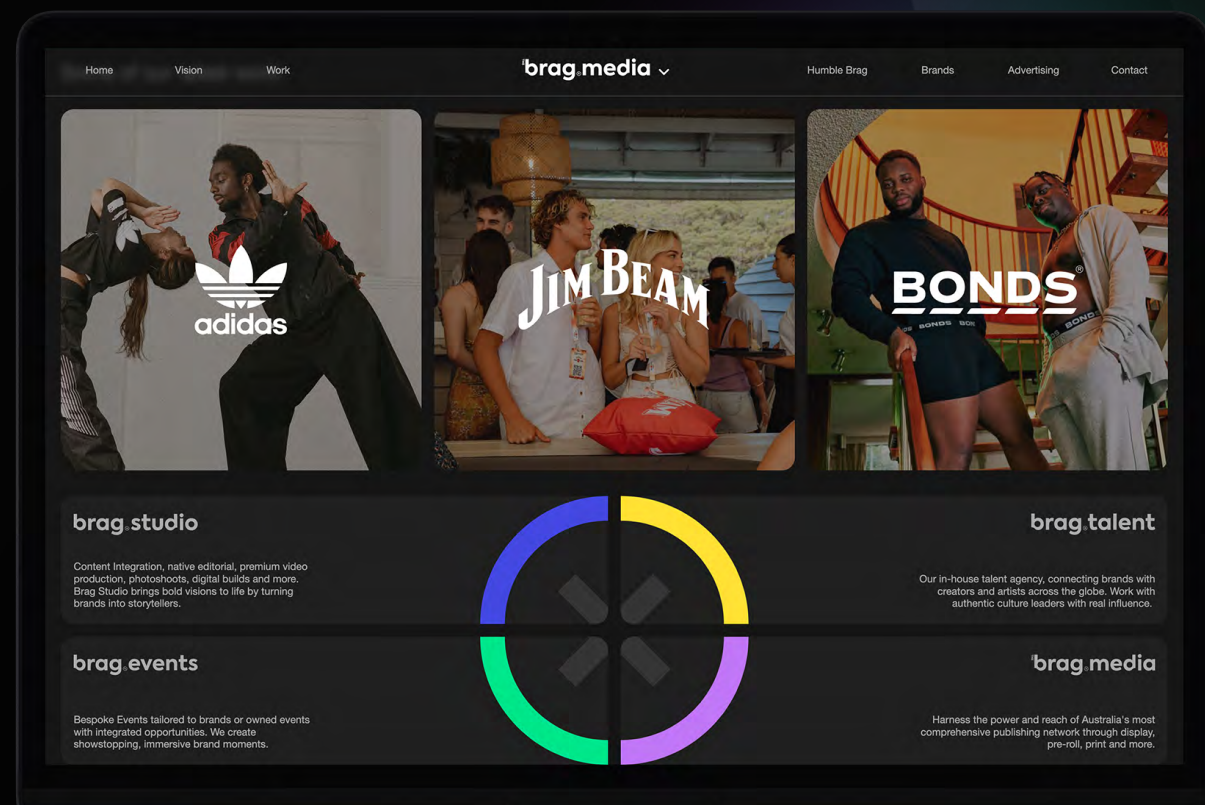 Home
Vision
Work
the brag.media
Humble Brag
Brands
Advertising
Contact
adidas
JIM BEAM
BONDS®
BONDS BON
BONDS
brag.studio
Content Integration, native editorial, premium video
production, photoshoots, digital builds and more.
Brag Studio brings bold visions to life by turning
brands into storytellers.
brag.talent
Our in-house talent agency, connecting brands with
creators and artists across the globe. Work with
authentic culture leaders with real influence.
brag.events
Bespoke Events tailored to brands or owned events
with integrated opportunities. We create
showstopping, immersive brand moments.
the brag.media
Harness the power and reach of Australia's most
comprehensive publishing network through display,
pre-roll, print and more.